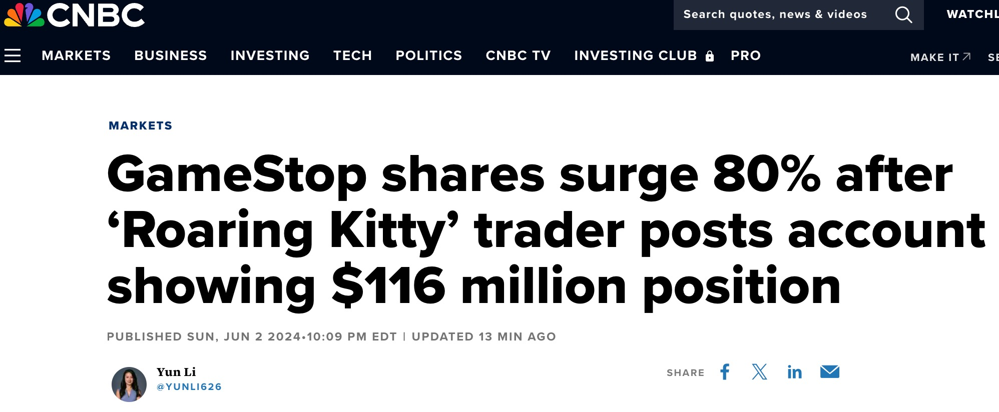 CNBC
Search quotes, news & videos
WATCHL
MARKETS BUSINESS INVESTING TECH POLITICS CNBC TV INVESTING CLUB PRO
MAKE IT SE
MARKETS
GameStop shares surge 80% after
‘Roaring Kitty’ trader posts account
showing $116 million position
PUBLISHED SUN, JUN 2 2024•10:09 PM EDT | UPDATED 13 MIN AGO
Yun Li
@YUNLI626
SHARE